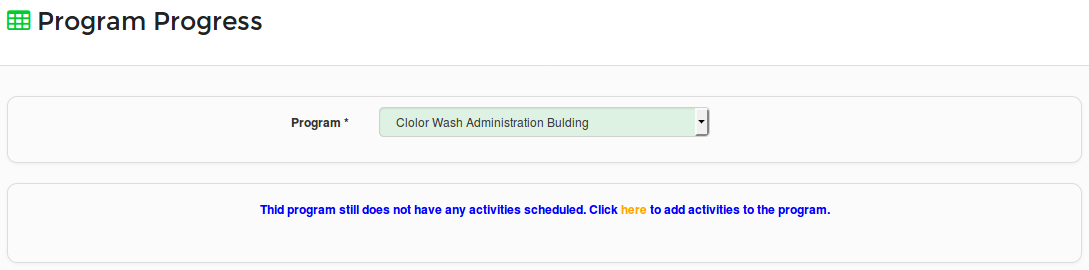 Program Progress
Program *
Clolor Wash Administration Bulding
Thid program still does not have any activities scheduled. Click here to add activities to the program.